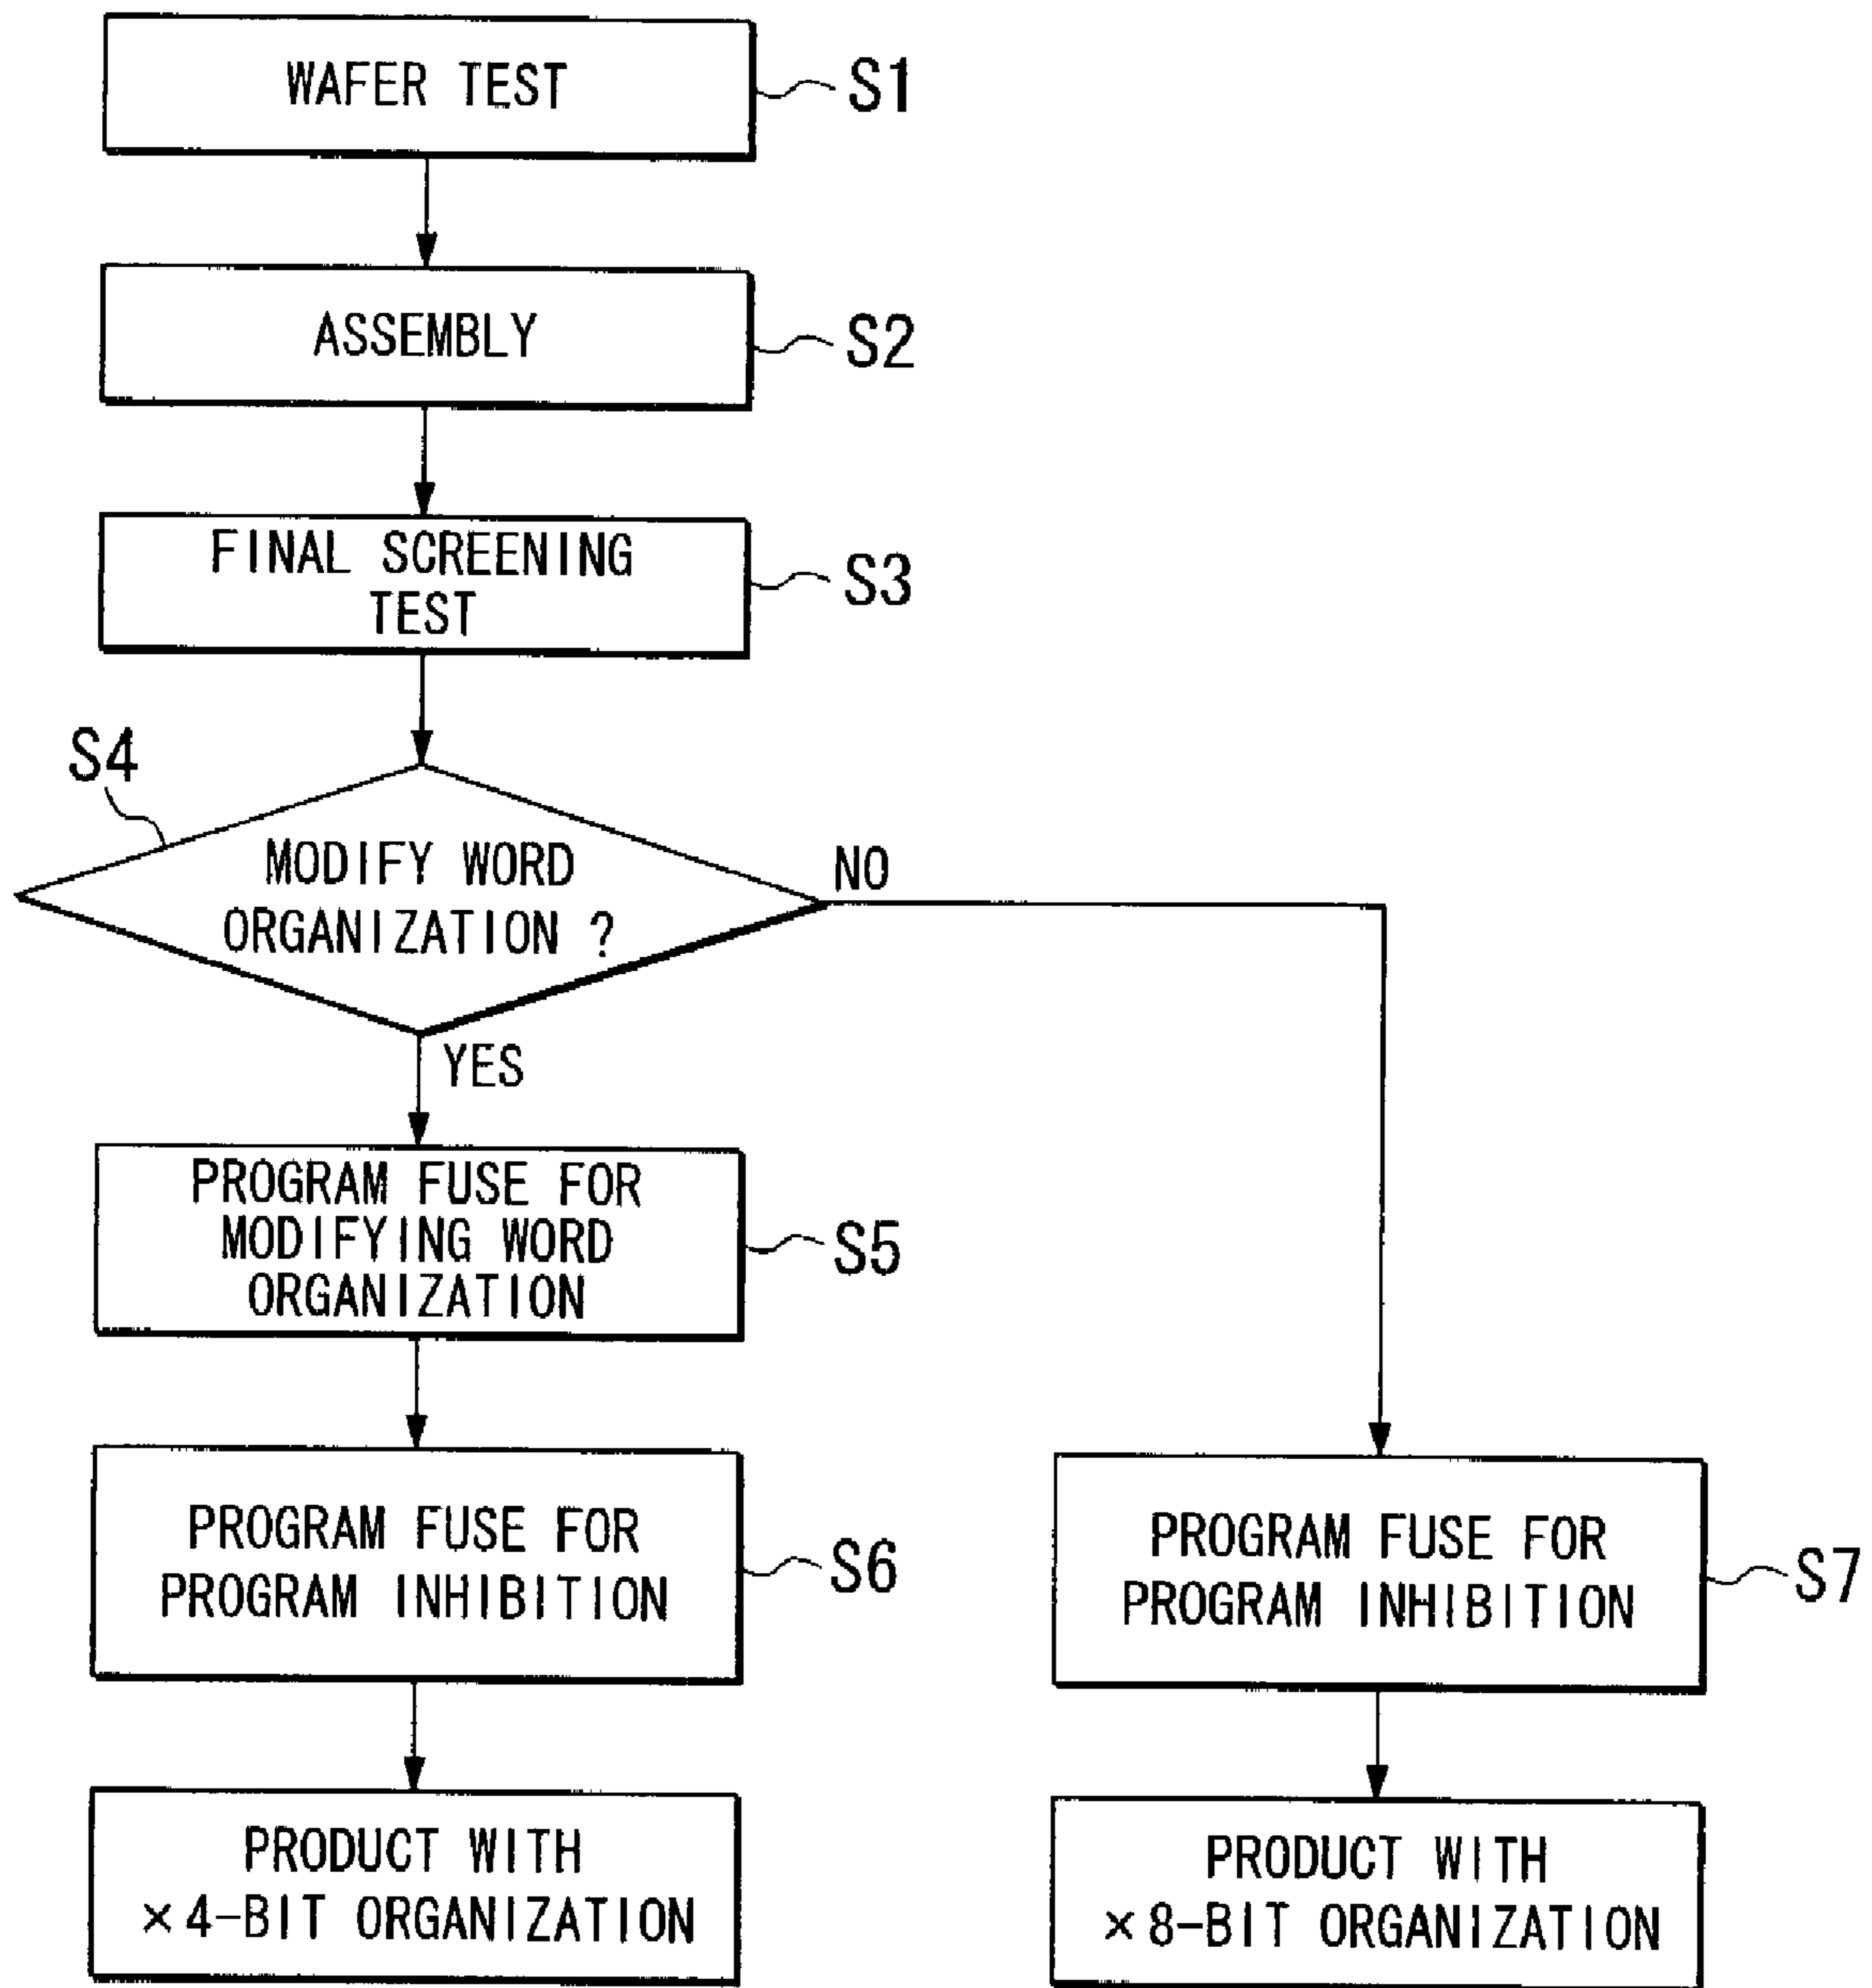 WAFER TEST
S1
ASSEMBLY
S2
FINAL SCREENING
TEST
S3
S4
MODIFY WORD
ORGANIZATION ?
NO
YES
PROGRAM FUSE FOR
MODIFYING WORD
ORGANIZATION
S5
PROGRAM FUSE FOR
PROGRAM INHIBITION
S6
PROGRAM FUSE FOR
PROGRAM INHIBITION
S7
PRODUCT WITH
×4-BIT ORGANIZATION
PRODUCT WITH
×8-BIT ORGANIZATION